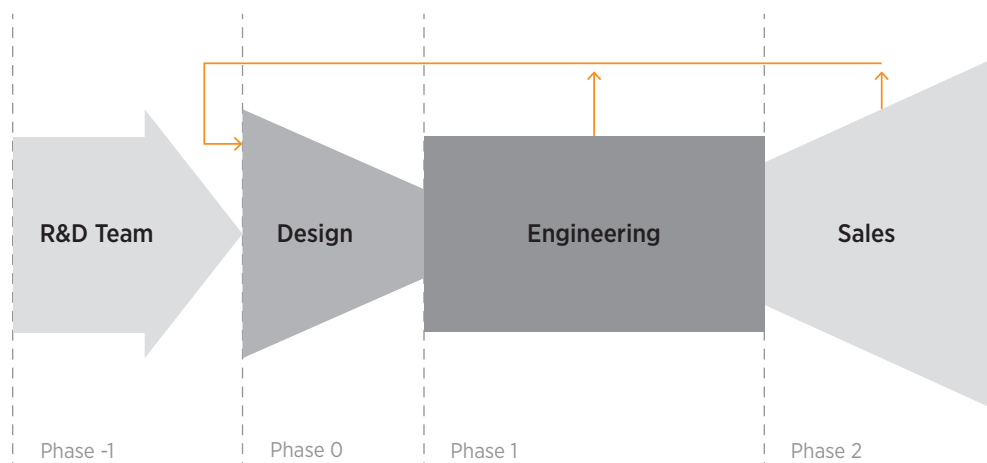 R&D Team
Design
Engineering
Sales
Phase -1
Phase 0
Phase 1
Phase 2